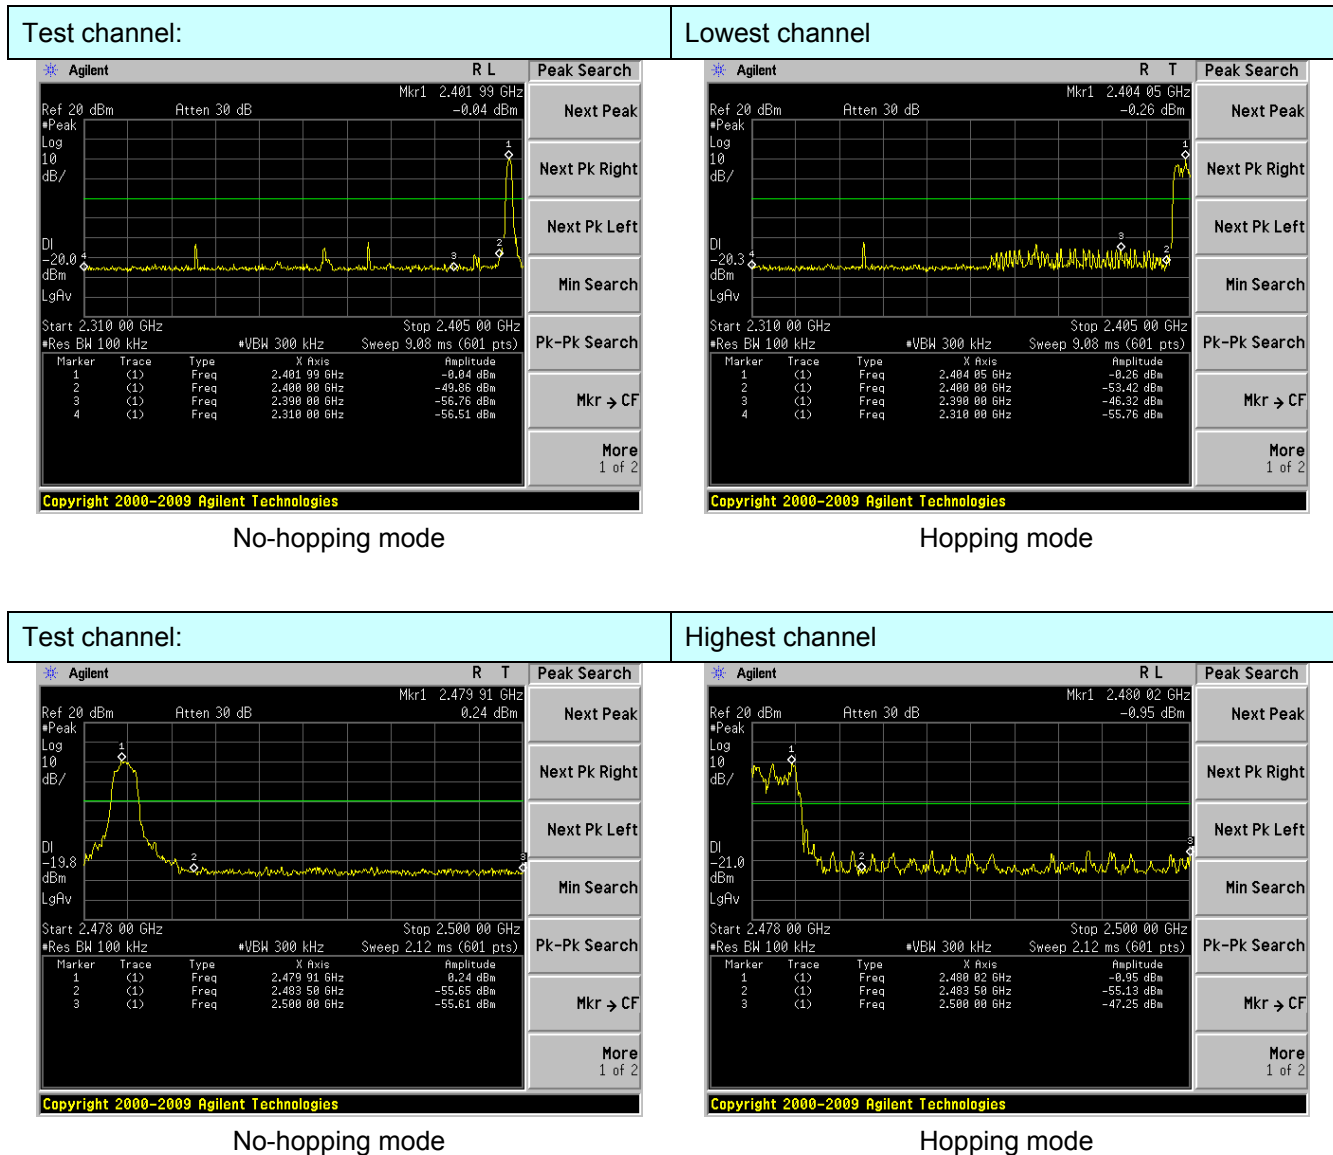 Test channel: Lowest channel
Agilent R L Peak Search
Mkr1 2.401 99 GHz
Ref 20 dBm Atten 30 dB -0.04 dBm
#Peak
Log
10
dB/
DI
-20.0
dBm
LgAv
1
2
3
4
Start 2.310 00 GHz Stop 2.405 00 GHz
#Res BW 100 kHz #VBW 300 kHz Sweep 9.08 ms (601 pts)
Marker Trace Type X Axis Amplitude
1 (1) Freq 2.401 99 GHz -0.04 dBm
2 (1) Freq 2.400 00 GHz -49.86 dBm
3 (1) Freq 2.390 00 GHz -56.76 dBm
4 (1) Freq 2.310 00 GHz -56.51 dBm
Next Peak
Next Pk Right
Next Pk Left
Min Search
Pk-Pk Search
Mkr → CF
More
1 of 2
Copyright 2000-2009 Agilent Technologies
No-hopping mode
Agilent R T Peak Search
Mkr1 2.404 05 GHz
Ref 20 dBm Atten 30 dB -0.26 dBm
#Peak
Log
10
dB/
DI
-20.3
dBm
LgAv
1
2
3
4
Start 2.310 00 GHz Stop 2.405 00 GHz
#Res BW 100 kHz #VBW 300 kHz Sweep 9.08 ms (601 pts)
Marker Trace Type X Axis Amplitude
1 (1) Freq 2.404 05 GHz -0.26 dBm
2 (1) Freq 2.400 00 GHz -53.42 dBm
3 (1) Freq 2.390 00 GHz -46.32 dBm
4 (1) Freq 2.310 00 GHz -55.76 dBm
Next Peak
Next Pk Right
Next Pk Left
Min Search
Pk-Pk Search
Mkr → CF
More
1 of 2
Copyright 2000-2009 Agilent Technologies
Hopping mode
Test channel: Highest channel
Agilent R T Peak Search
Mkr1 2.479 91 GHz
Ref 20 dBm Atten 30 dB 0.24 dBm
#Peak
Log
10
dB/
DI
-19.8
dBm
LgAv
1
2
3
Start 2.478 00 GHz Stop 2.500 00 GHz
#Res BW 100 kHz #VBW 300 kHz Sweep 2.12 ms (601 pts)
Marker Trace Type X Axis Amplitude
1 (1) Freq 2.479 91 GHz 0.24 dBm
2 (1) Freq 2.483 50 GHz -55.65 dBm
3 (1) Freq 2.500 00 GHz -55.61 dBm
Next Peak
Next Pk Right
Next Pk Left
Min Search
Pk-Pk Search
Mkr → CF
More
1 of 2
Copyright 2000-2009 Agilent Technologies
No-hopping mode
Agilent R L Peak Search
Mkr1 2.480 02 GHz
Ref 20 dBm Atten 30 dB -0.95 dBm
#Peak
Log
10
dB/
DI
-21.0
dBm
LgAv
1
2
3
Start 2.478 00 GHz Stop 2.500 00 GHz
#Res BW 100 kHz #VBW 300 kHz Sweep 2.12 ms (601 pts)
Marker Trace Type X Axis Amplitude
1 (1) Freq 2.480 02 GHz -0.95 dBm
2 (1) Freq 2.483 50 GHz -55.13 dBm
3 (1) Freq 2.500 00 GHz -47.25 dBm
Next Peak
Next Pk Right
Next Pk Left
Min Search
Pk-Pk Search
Mkr → CF
More
1 of 2
Copyright 2000-2009 Agilent Technologies
Hopping mode